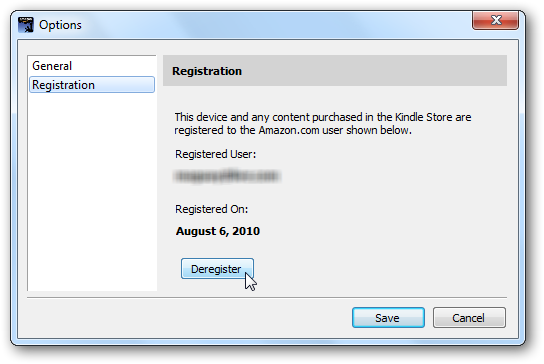 Options
General
Registration
Registration
This device and any content purchased in the Kindle Store are
registered to the Amazon.com user shown below.
Registered User:
Registered On:
August 6, 2010
Deregister
Save
Cancel